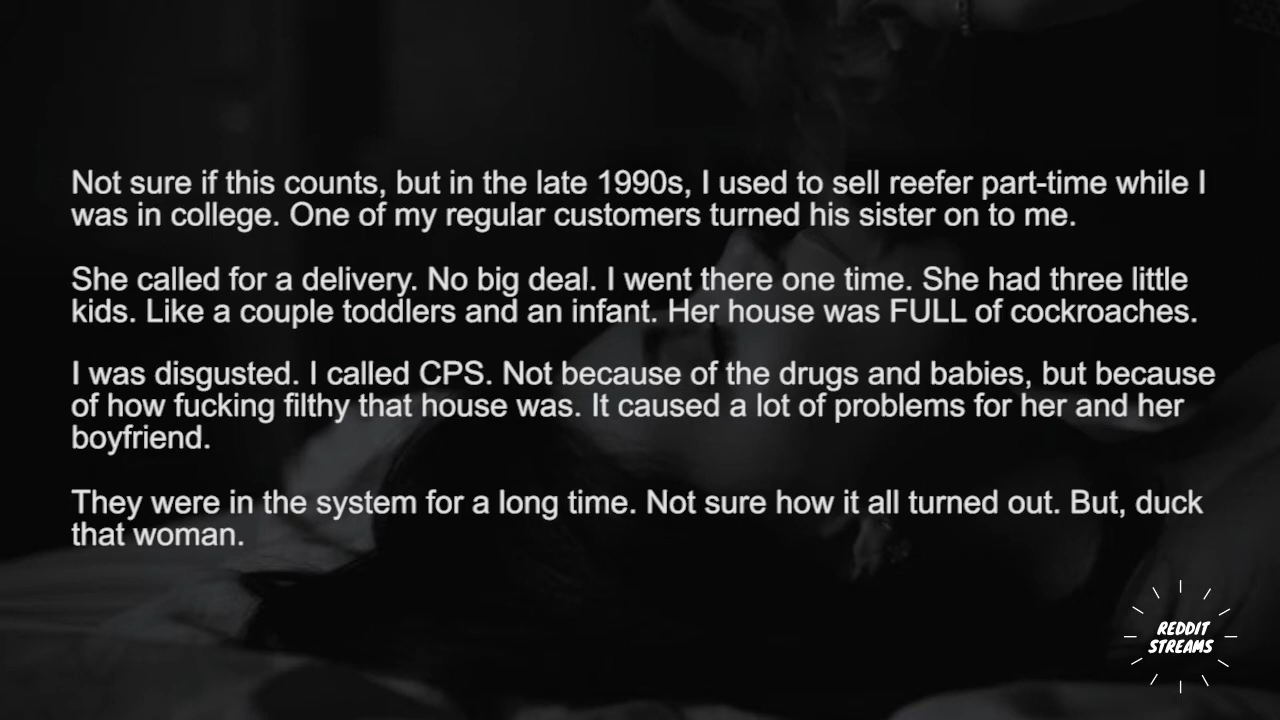 Not sure if this counts, but in the late 1990s, I used to sell reefer part-time while I
was in college. One of my regular customers turned his sister on to me.
She called for a delivery. No big deal. I went there one time. She had three little
kids. Like a couple toddlers and an infant. Her house was FULL of cockroaches.
I was disgusted. I called CPS. Not because of the drugs and babies, but because
of how fucking filthy that house was. It caused a lot of problems for her and her
boyfriend.
They were in the system for a long time. Not sure how it all turned out. But, duck
that woman.
REDDIT
STREAMS